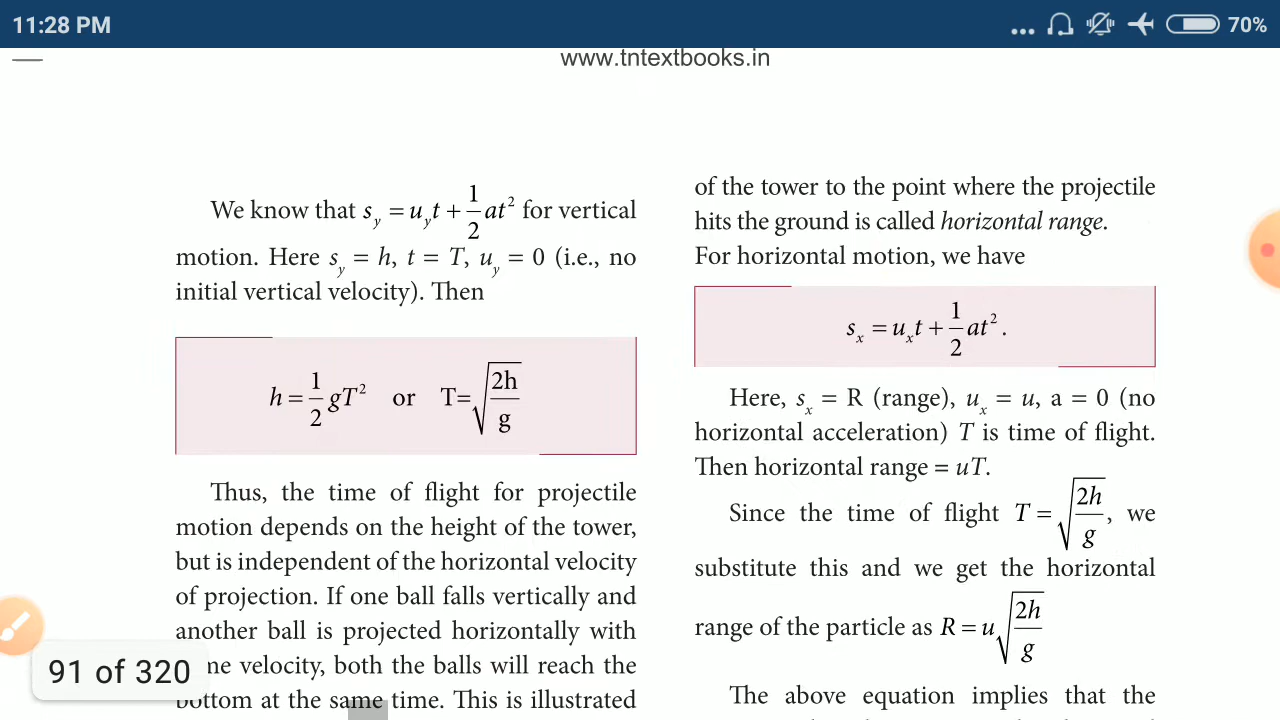 11:28 PM
... 70%
www.tntextbooks.in
We know that s_y = u_y t + 1/2 at² for vertical
motion. Here s_y = h, t = T, u_y = 0 (i.e., no
initial vertical velocity). Then
h = 1/2 gT² or T = √(2h/g)
Thus, the time of flight for projectile
motion depends on the height of the tower,
but is independent of the horizontal velocity
of projection. If one ball falls vertically and
another ball is projected horizontally with
velocity, both the balls will reach the
bottom at the same time. This is illustrated
91 of 320
of the tower to the point where the projectile
hits the ground is called horizontal range.
For horizontal motion, we have
s_x = u_x t + 1/2 at².
Here, s_x = R (range), u_x = u, a = 0 (no
horizontal acceleration) T is time of flight.
Then horizontal range = uT.
Since the time of flight T = √(2h/g), we
substitute this and we get the horizontal
range of the particle as R = u√(2h/g)
The above equation implies that the